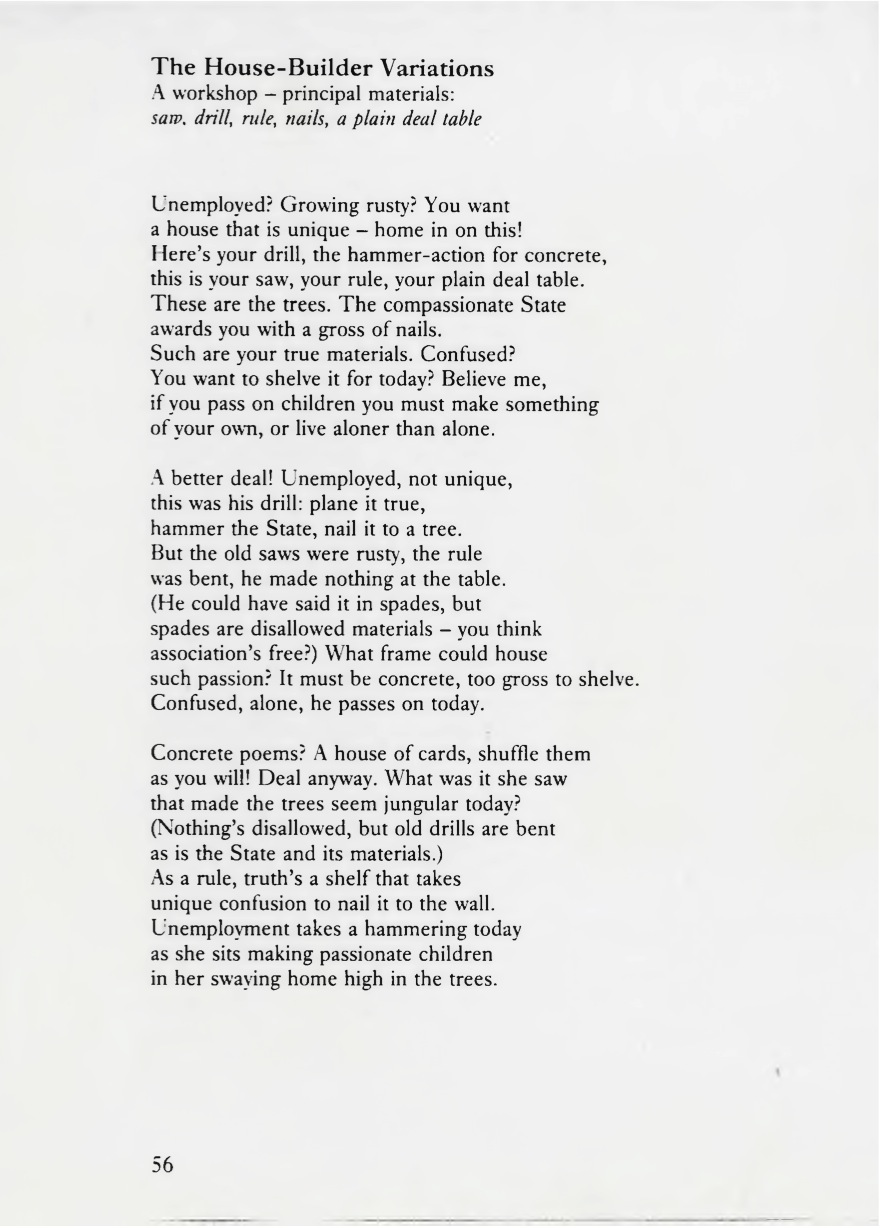 The House-Builder Variations
A workshop – principal materials:
saw, drill, rule, nails, a plain deal table
Unemployed? Growing rusty? You want
a house that is unique – home in on this!
Here's your drill, the hammer-action for concrete,
this is your saw, your rule, your plain deal table.
These are the trees. The compassionate State
awards you with a gross of nails.
Such are your true materials. Confused?
You want to shelve it for today? Believe me,
if you pass on children you must make something
of your own, or live aloner than alone.
A better deal! Unemployed, not unique,
this was his drill: plane it true,
hammer the State, nail it to a tree.
But the old saws were rusty, the rule
was bent, he made nothing at the table.
(He could have said it in spades, but
spades are disallowed materials – you think
association's free?) What frame could house
such passion? It must be concrete, too gross to shelve.
Confused, alone, he passes on today.
Concrete poems? A house of cards, shuffle them
as you will! Deal anyway. What was it she saw
that made the trees seem jungular today?
(Nothing's disallowed, but old drills are bent
as is the State and its materials.)
As a rule, truth's a shelf that takes
unique confusion to nail it to the wall.
Unemployment takes a hammering today
as she sits making passionate children
in her swaying home high in the trees.
56